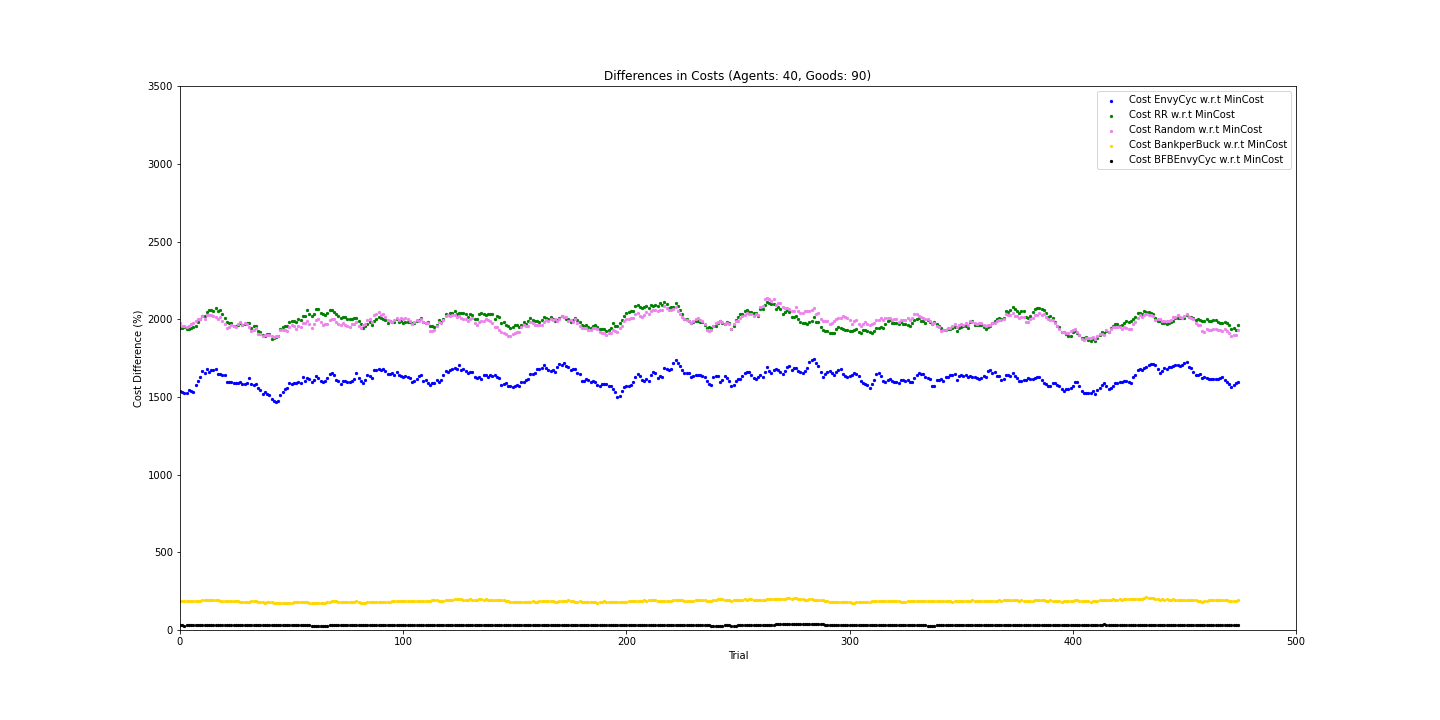 Differences in Costs (Agents: 40, Goods: 90)
3500
3000
2500
2000
1500
1000
500
0
Cost Difference (%)
Cost EnvyCyc w.r.t MinCost
Cost RR w.r.t MinCost
Cost Random w.r.t MinCost
Cost BankperBuck w.r.t MinCost
Cost BFBEnvyCyc w.r.t MinCost
0 100 200 300 400 500
Trial